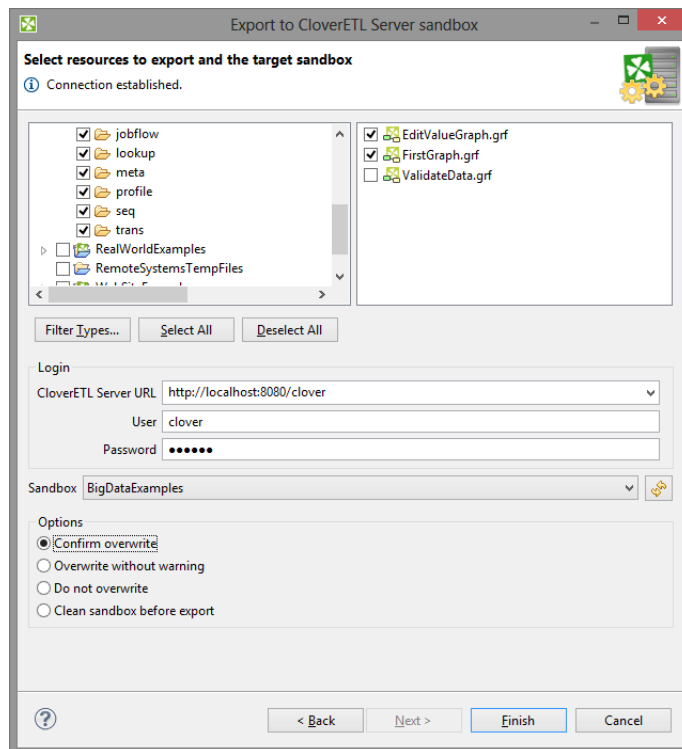 Export to CloverETL Server sandbox
Select resources to export and the target sandbox
Connection established.
jobflow
lookup
meta
profile
seq
trans
RealWorldExamples
RemoteSystemsTempFiles
EditValueGraph.grf
FirstGraph.grf
ValidateData.grf
Filter Types...
Select All
Deselect All
Login
CloverETL Server URL http://localhost:8080/clover
User clover
Password ●●●●●●
Sandbox BigDataExamples
Options
Confirm overwrite
Overwrite without warning
Do not overwrite
Clean sandbox before export
< Back
Next >
Finish
Cancel